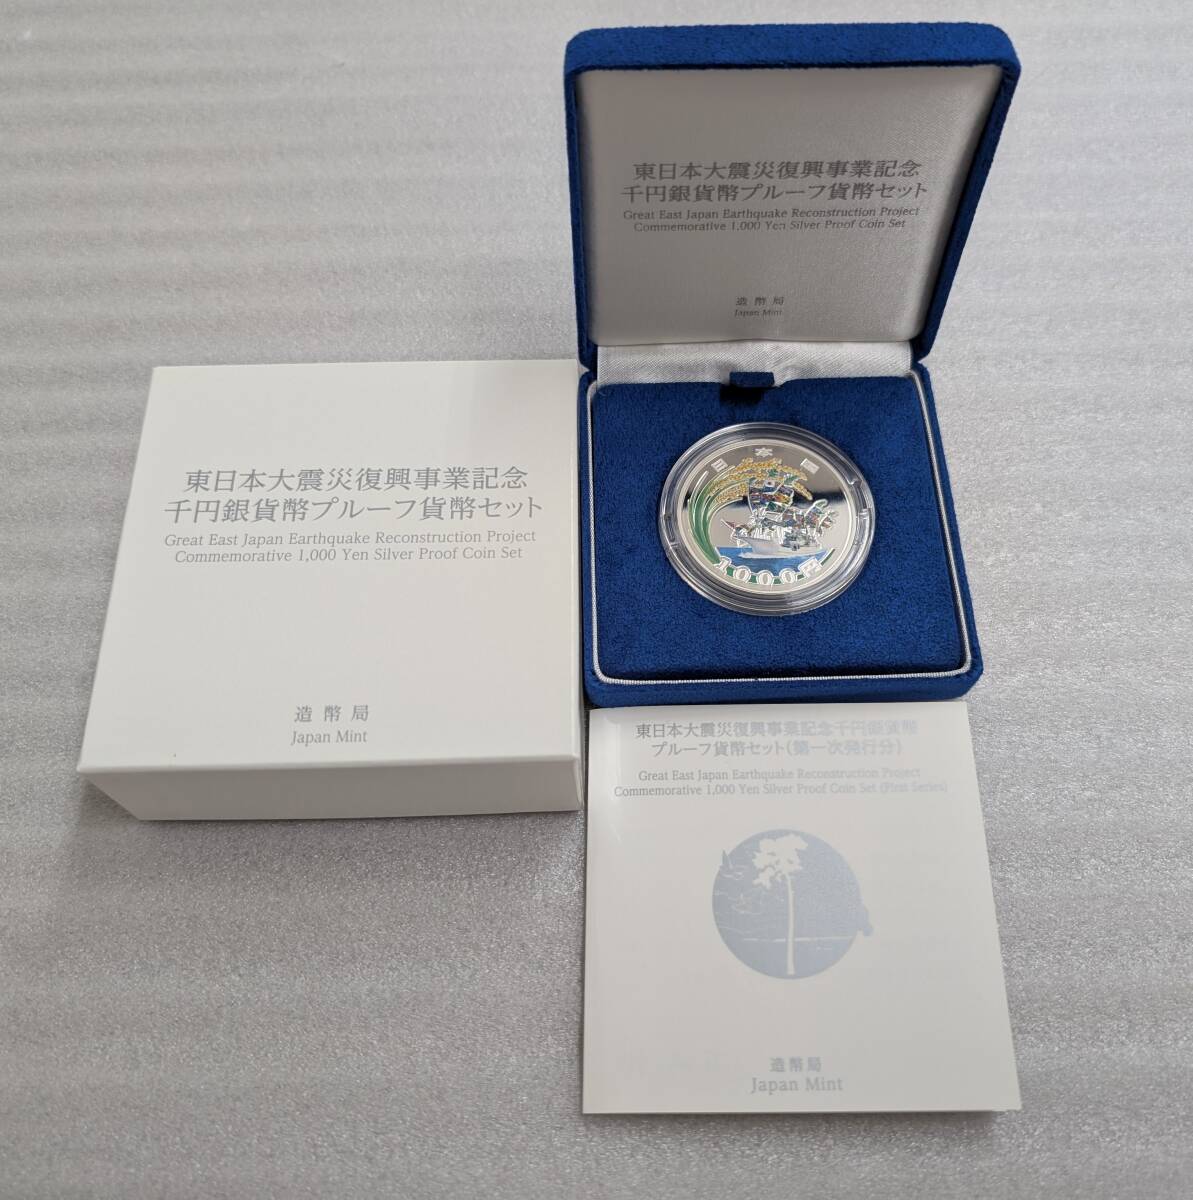 東日本大震災復興事業記念
千円銀貨幣プルーフ貨幣セット
Great East Japan Earthquake Reconstruction Project
Commemorative 1,000 Yen Silver Proof Coin Set
造幣局
Japan Mint
日本国
1000円
東日本大震災復興事業記念
千円銀貨幣プルーフ貨幣セット
Great East Japan Earthquake Reconstruction Project
Commemorative 1,000 Yen Silver Proof Coin Set
造幣局
Japan Mint
東日本大震災復興事業記念千円銀貨幣
プルーフ貨幣セット(第一次発行分)
Great East Japan Earthquake Reconstruction Project
Commemorative 1,000 Yen Silver Proof Coin Set (First Series)
造幣局
Japan Mint